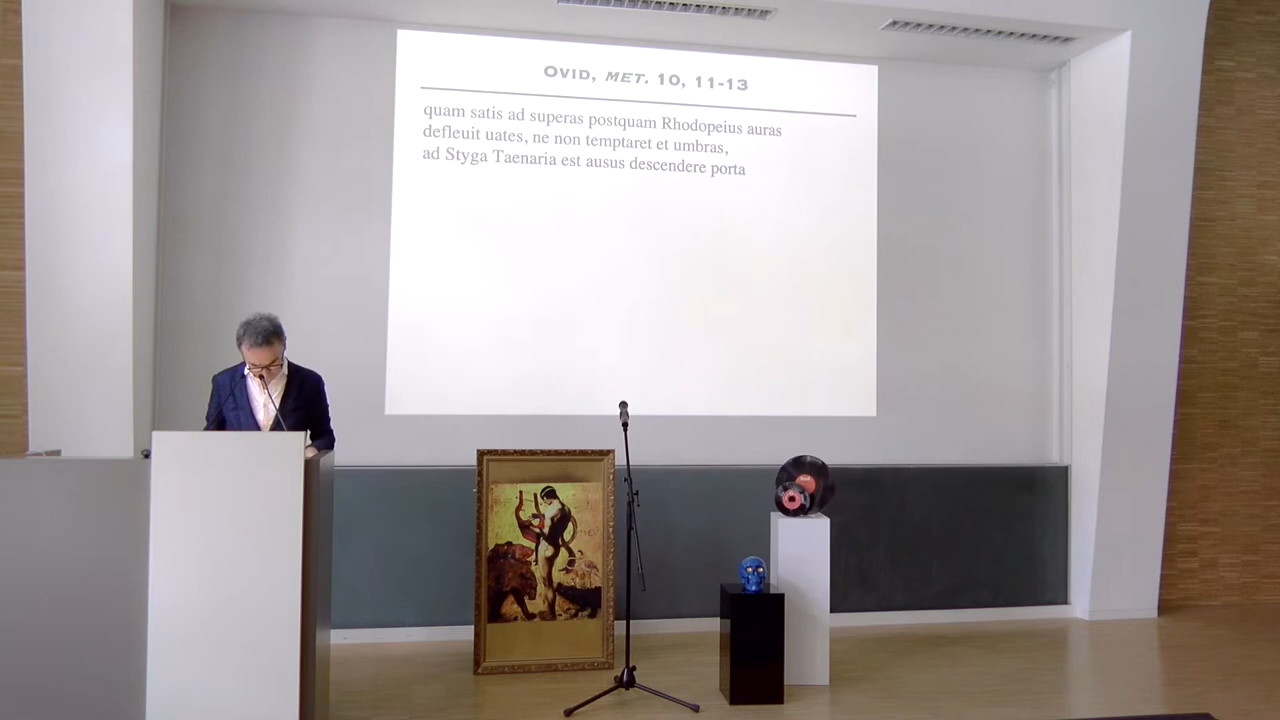 Ovid, met. 10, 11-13
quam satis ad superas postquam Rhodopeius auras
defleuit uates, ne non temptaret et umbras,
ad Styga Taenaria est ausus descendere porta